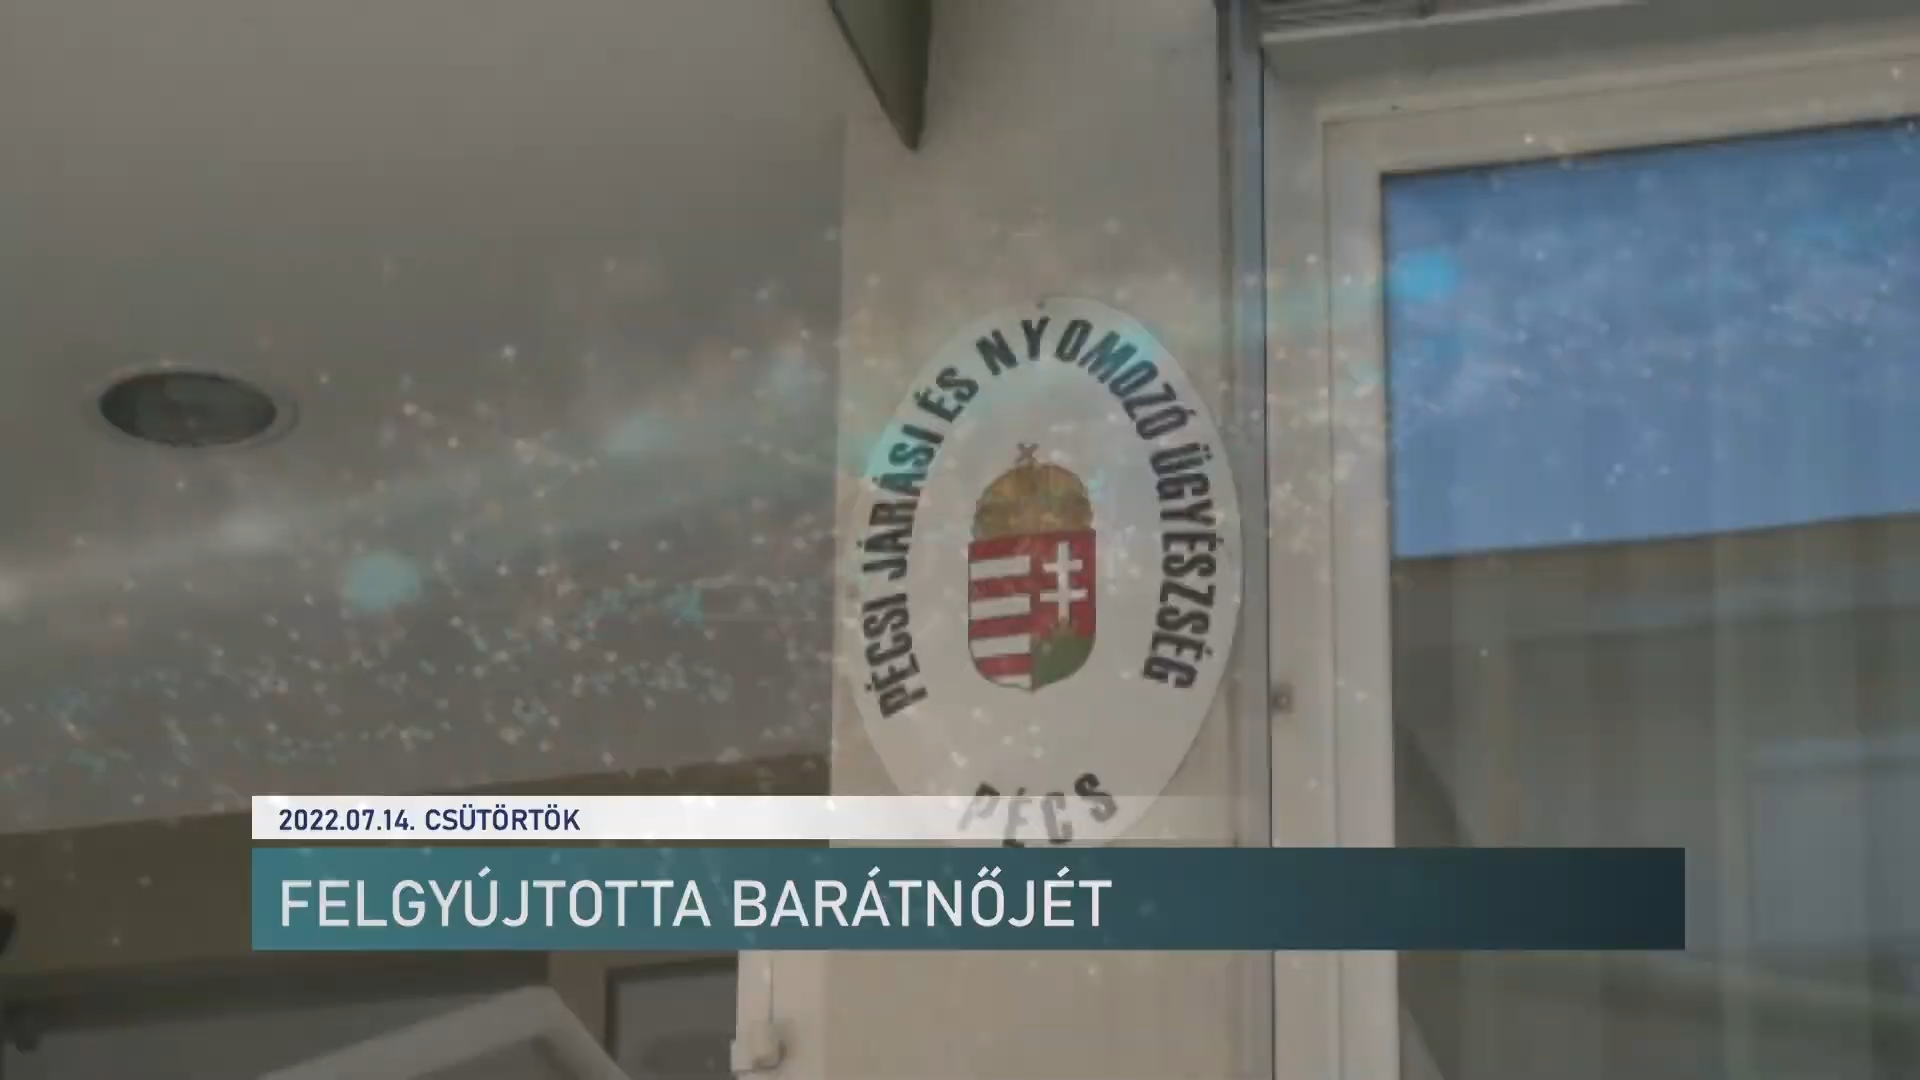 PÉCSI JÁRÁSI ÉS NYOMOZÓ ÜGYÉSZSÉG
PÉCS
2022.07.14. CSÜTÖRTÖK
FELGYÚJTOTTA BARÁTNŐJÉT